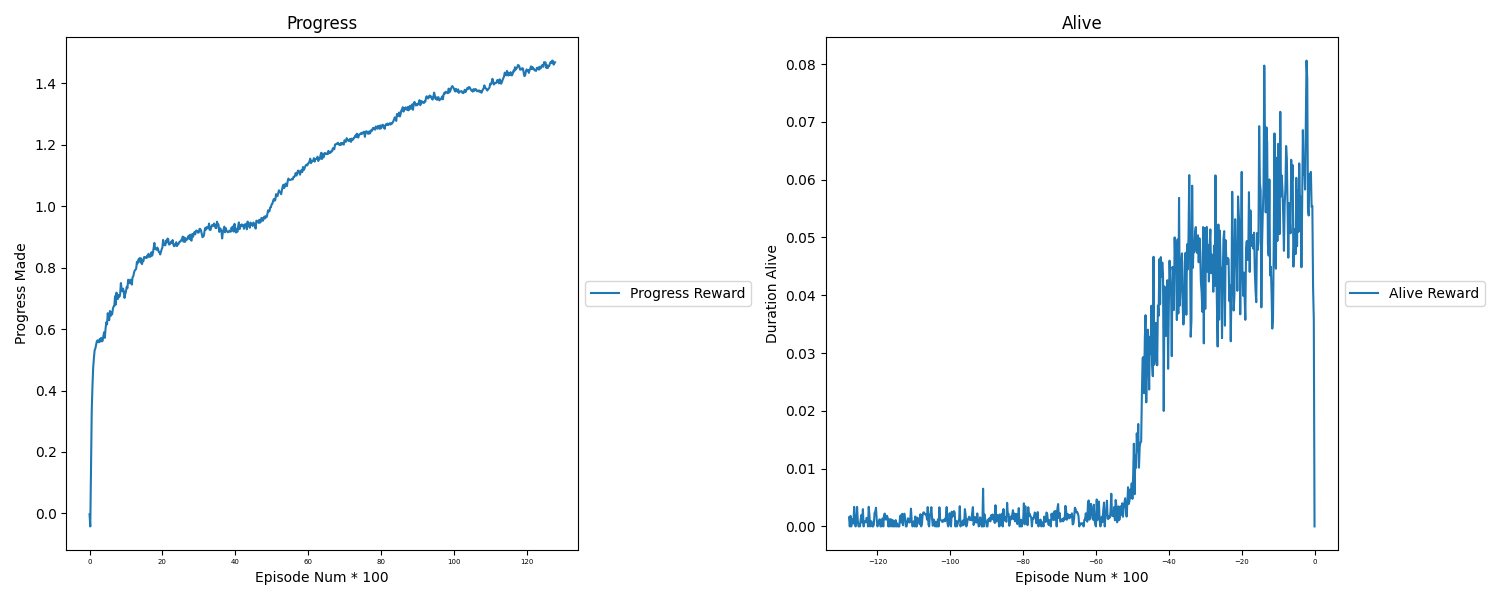 Progress
Progress Made
1.4
1.2
1.0
0.8
0.6
0.4
0.2
0.0
0 20 40 60 80 100 120
Episode Num * 100
Progress Reward
Alive
Duration Alive
0.08
0.07
0.06
0.05
0.04
0.03
0.02
0.01
0.00
−120 −100 −80 −60 −40 −20 0
Episode Num * 100
Alive Reward